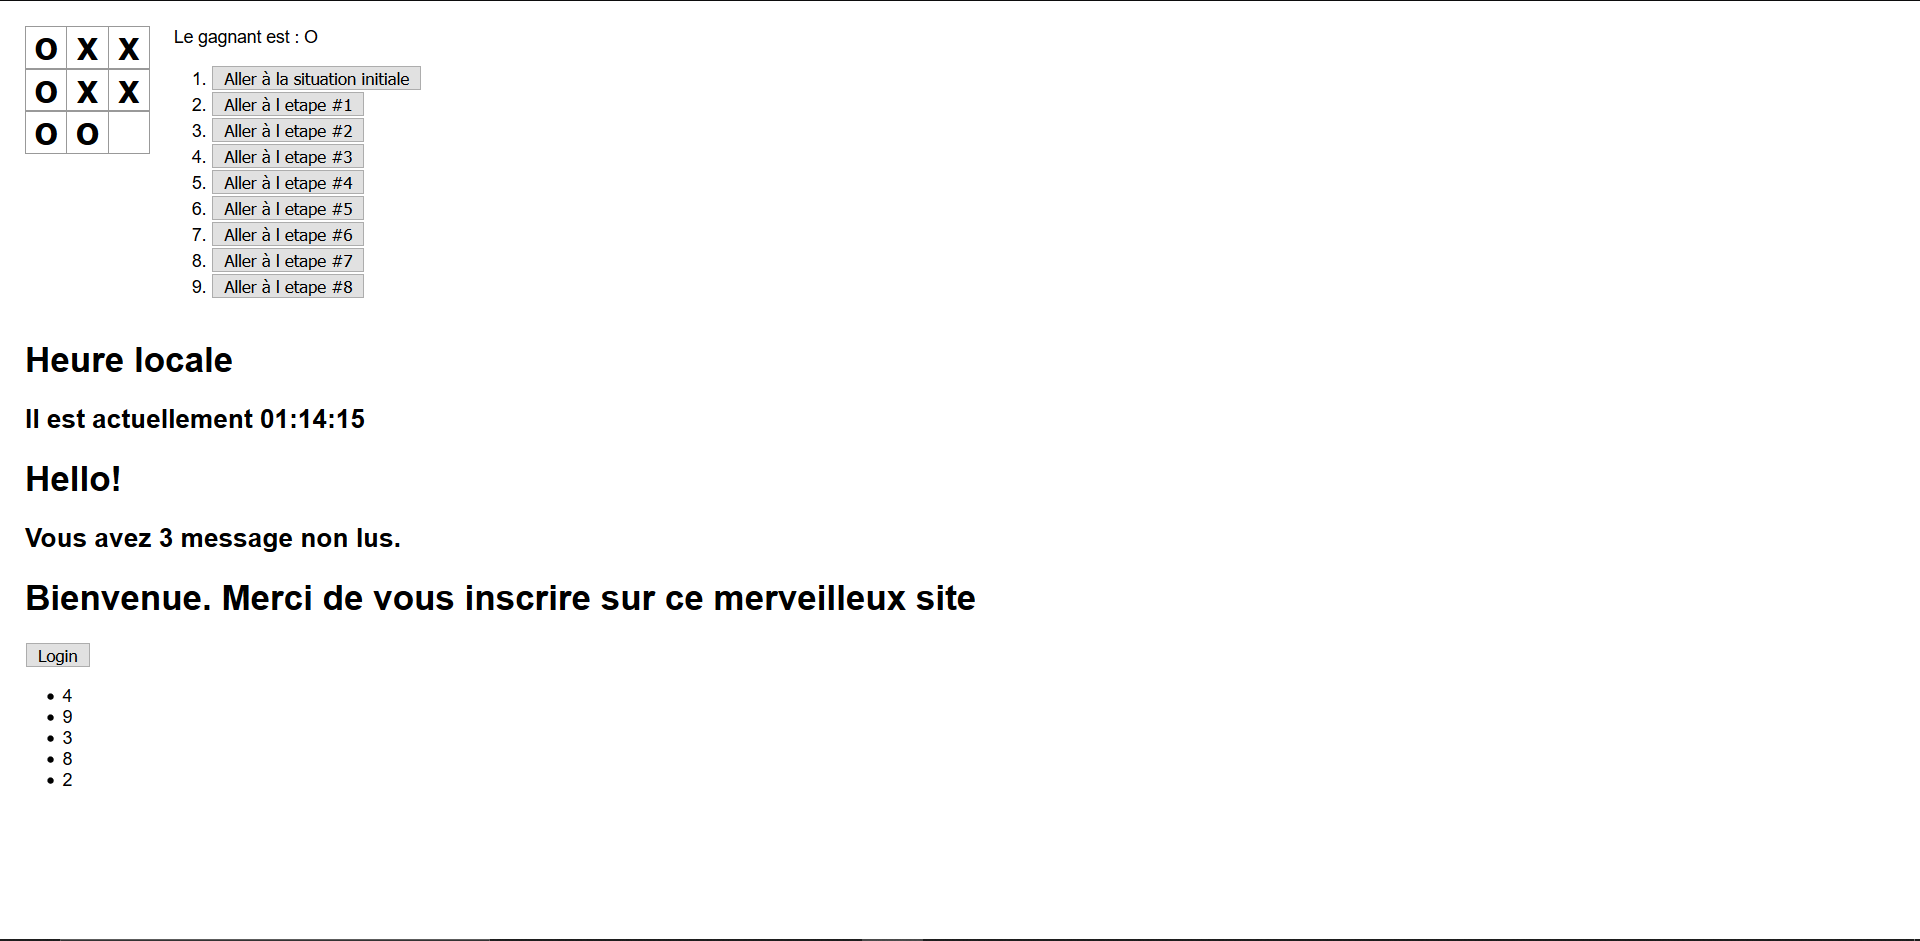 O X X
O X X
O O
Le gagnant est : O
1. Aller à la situation initiale
2. Aller à l etape #1
3. Aller à l etape #2
4. Aller à l etape #3
5. Aller à l etape #4
6. Aller à l etape #5
7. Aller à l etape #6
8. Aller à l etape #7
9. Aller à l etape #8
Heure locale
Il est actuellement 01:14:15
Hello!
Vous avez 3 message non lus.
Bienvenue. Merci de vous inscrire sur ce merveilleux site
Login
• 4
• 9
• 3
• 8
• 2